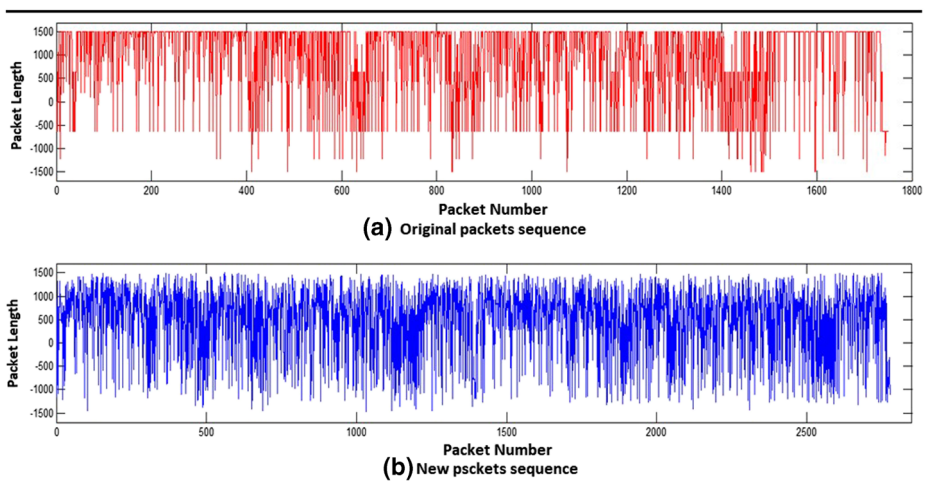 1500
1000
500
0
-500
-1000
-1500
Packet Length
0 200 400 600 800 1000 1200 1400 1600 1800
Packet Number
(a) Original packets sequence
1500
1000
500
0
-500
-1000
-1500
Packet Length
0 500 1000 1500 2000 2500
Packet Number
(b) New psckets sequence